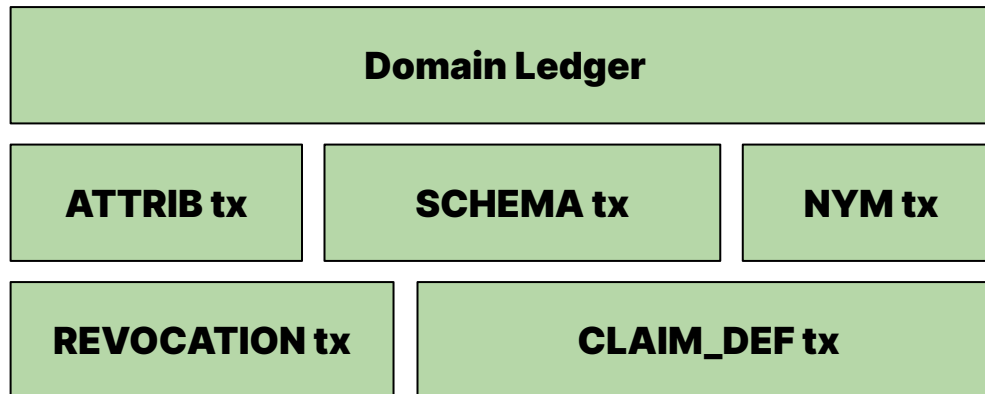 Domain Ledger
ATTRIB tx
SCHEMA tx
NYM tx
REVOCATION tx
CLAIM_DEF tx